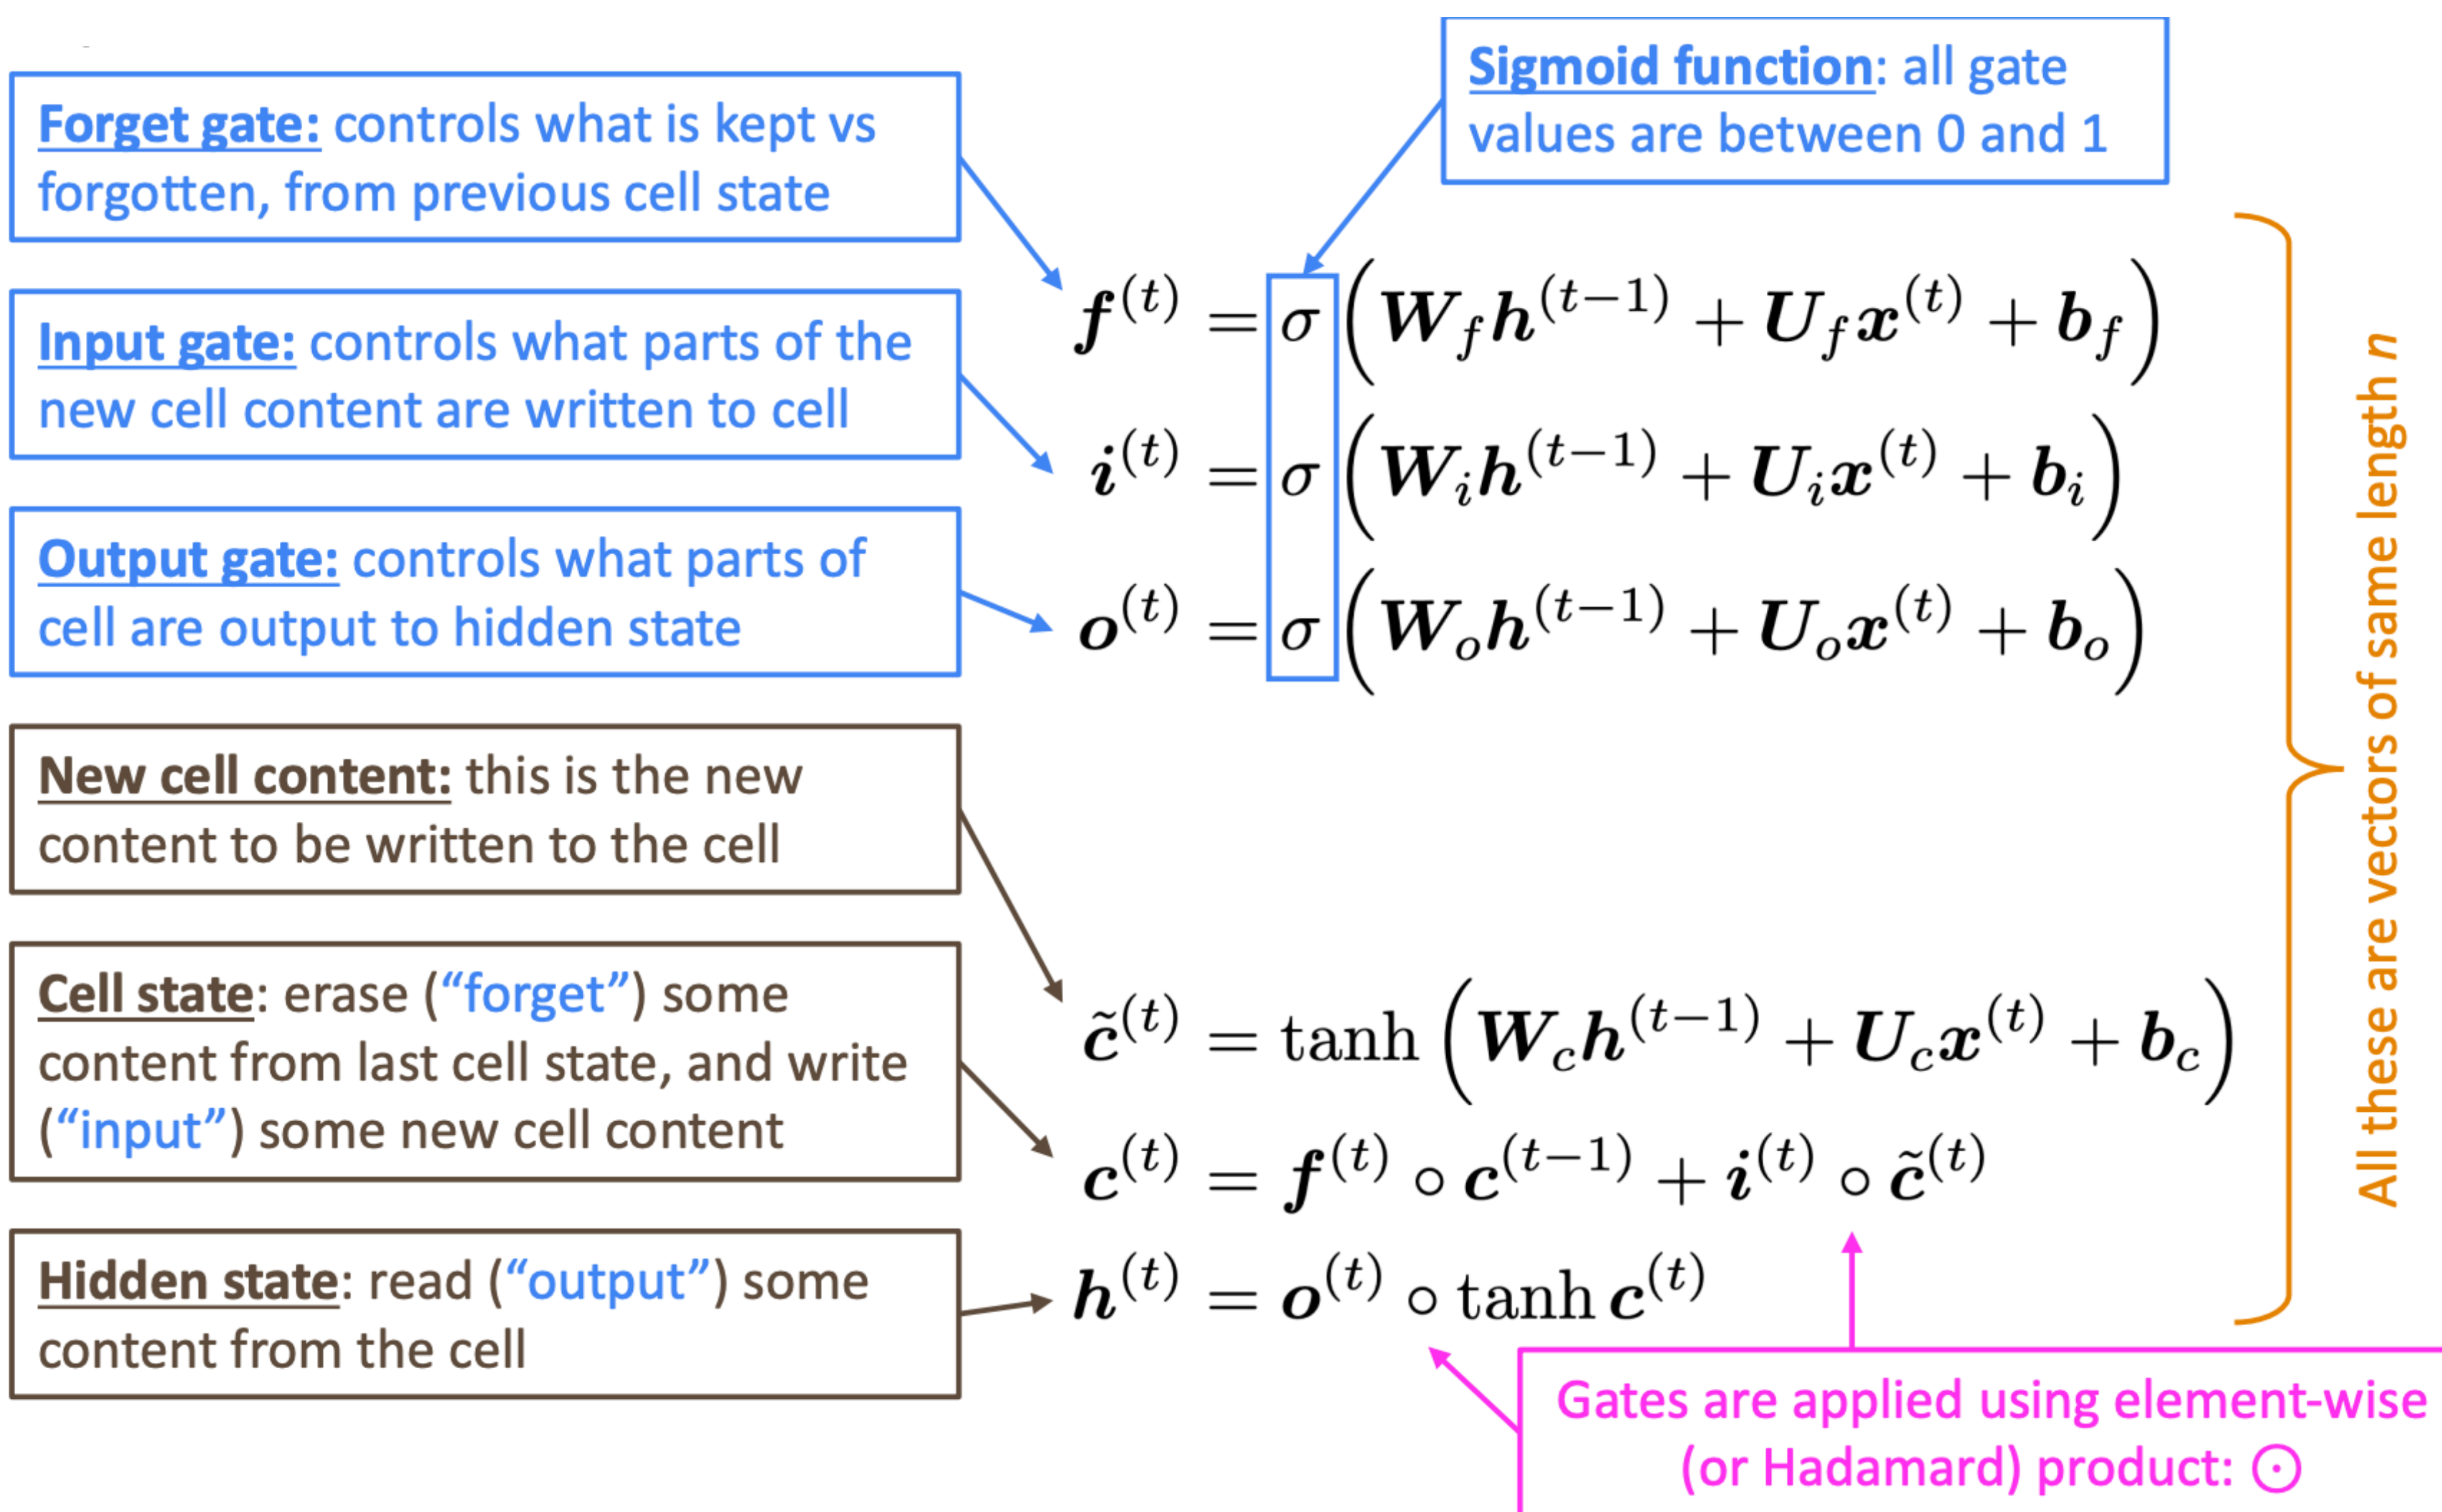 Sigmoid function: all gate
values are between 0 and 1
Forget gate: controls what is kept vs
forgotten, from previous cell state
Input gate: controls what parts of the
new cell content are written to cell
Output gate: controls what parts of
cell are output to hidden state
New cell content: this is the new
content to be written to the cell
Cell state: erase (“forget”) some
content from last cell state, and write
(“input”) some new cell content
Hidden state: read (“output”) some
content from the cell
f^{(t)} = σ(W_f h^{(t−1)} + U_f x^{(t)} + b_f)
i^{(t)} = σ(W_i h^{(t−1)} + U_i x^{(t)} + b_i)
o^{(t)} = σ(W_o h^{(t−1)} + U_o x^{(t)} + b_o)
c̃^{(t)} = tanh(W_c h^{(t−1)} + U_c x^{(t)} + b_c)
c^{(t)} = f^{(t)} ∘ c^{(t−1)} + i^{(t)} ∘ c̃^{(t)}
h^{(t)} = o^{(t)} ∘ tanh c^{(t)}
All these are vectors of same length n
Gates are applied using element-wise
(or Hadamard) product: ⊙